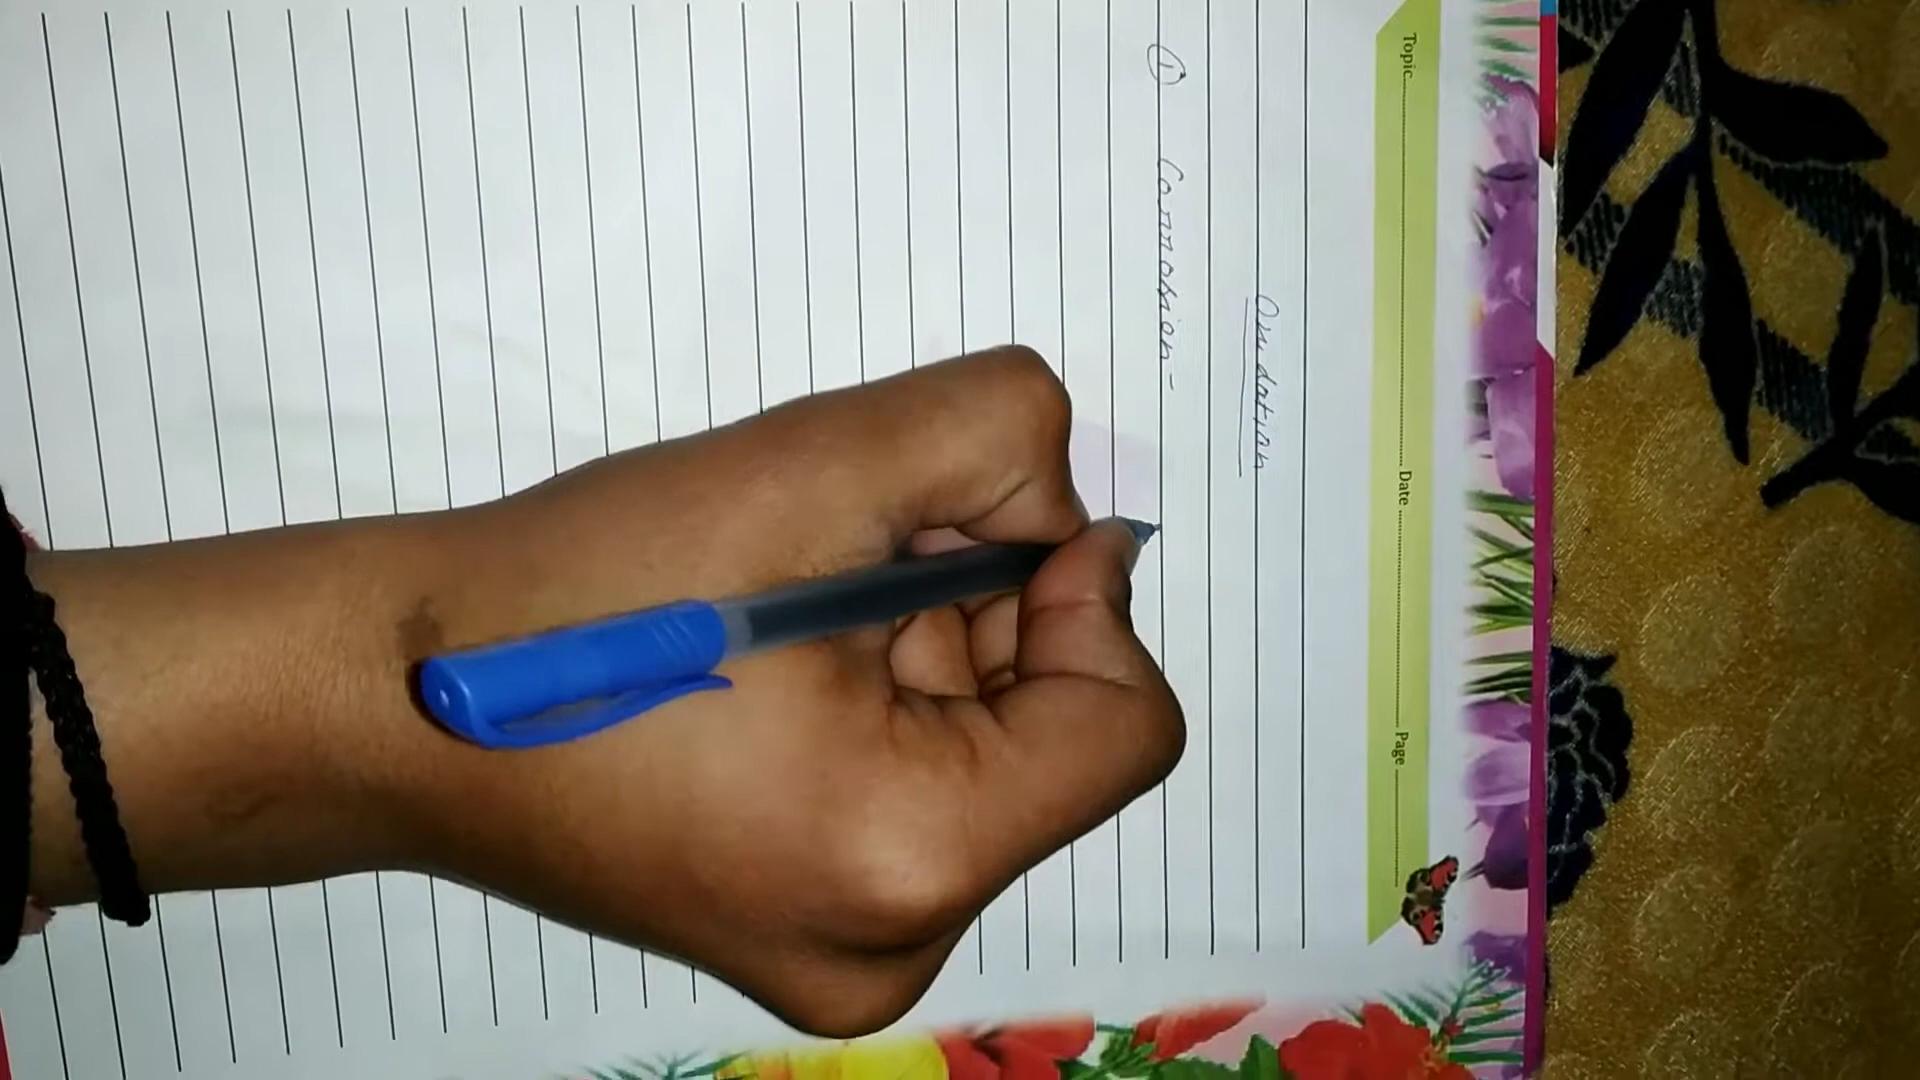 Topic Date Page
Oxidation
① Corrosion -